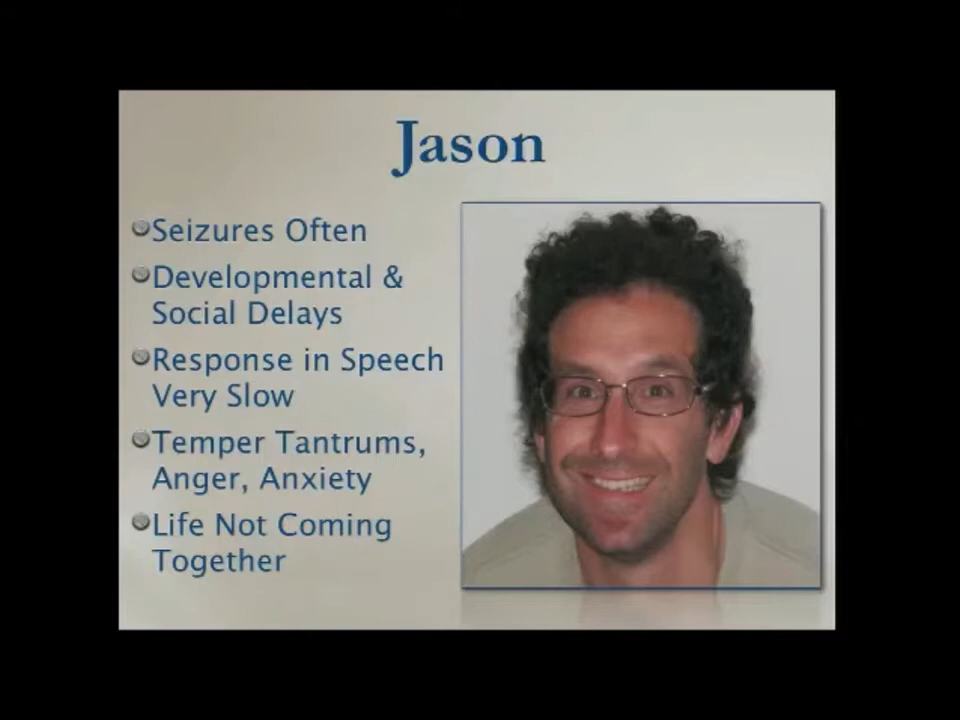 Jason
Seizures Often
Developmental &
Social Delays
Response in Speech
Very Slow
Temper Tantrums,
Anger, Anxiety
Life Not Coming
Together